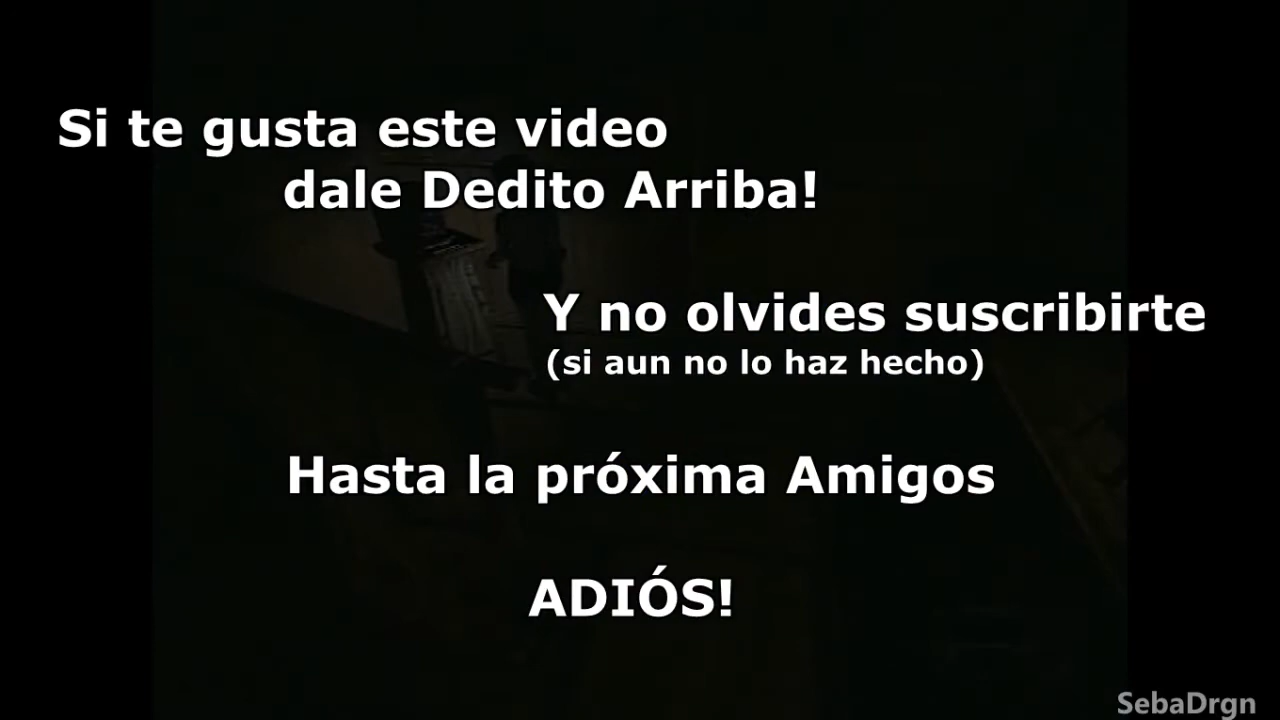 Si te gusta este video
dale Dedito Arriba!
Y no olvides suscribirte
(si aun no lo haz hecho)
Hasta la próxima Amigos
ADIÓS!
SebaDrgn